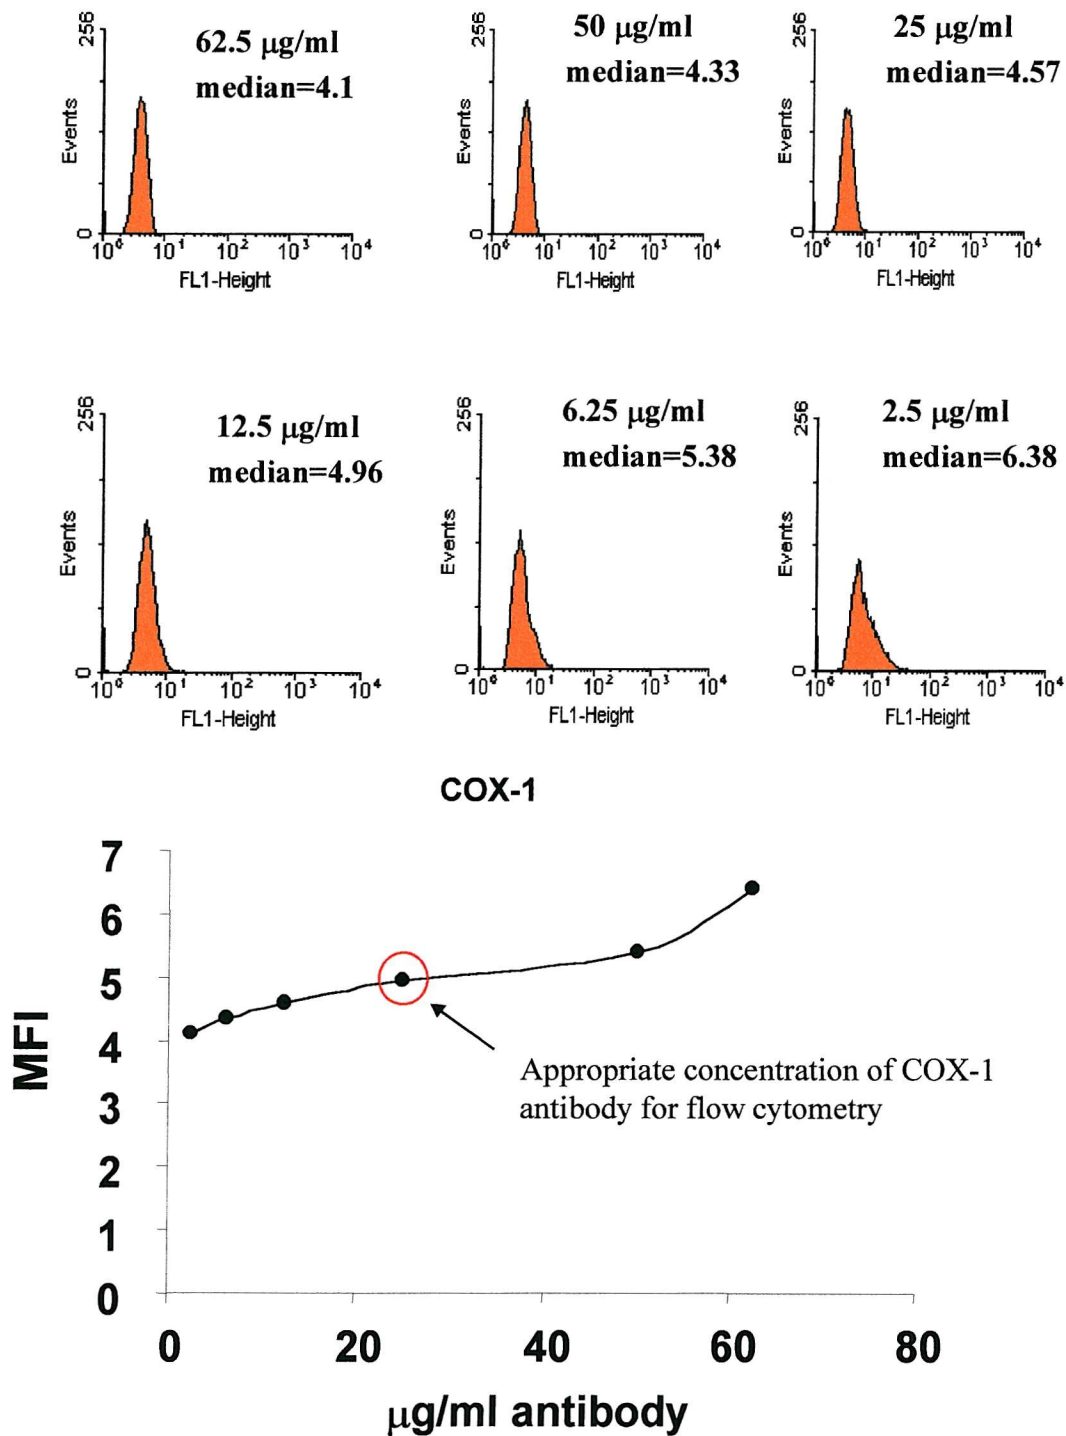 62.5 µg/ml
median=4.1
256
Events
0
10⁰ 10¹ 10² 10³ 10⁴
FL1-Height
50 µg/ml
median=4.33
256
Events
0
10⁰ 10¹ 10² 10³ 10⁴
FL1-Height
25 µg/ml
median=4.57
256
Events
0
10⁰ 10¹ 10² 10³ 10⁴
FL1-Height
12.5 µg/ml
median=4.96
256
Events
0
10⁰ 10¹ 10² 10³ 10⁴
FL1-Height
6.25 µg/ml
median=5.38
256
Events
0
10⁰ 10¹ 10² 10³ 10⁴
FL1-Height
2.5 µg/ml
median=6.38
256
Events
0
10⁰ 10¹ 10² 10³ 10⁴
FL1-Height
COX-1
7
6
5
4
3
2
1
0
MFI
Appropriate concentration of COX-1
antibody for flow cytometry
0 20 40 60 80
µg/ml antibody